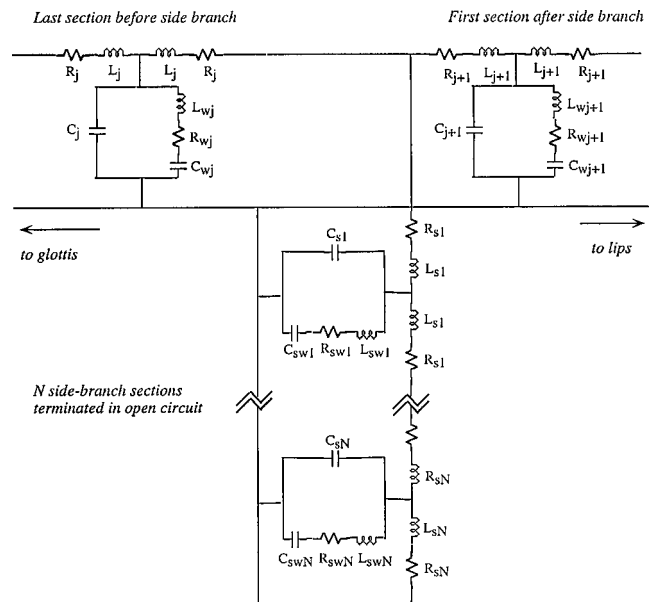 Last section before side branch
First section after side branch
Rj Lj Lj Rj
Rj+1 Lj+1 Lj+1 Rj+1
Cj
Lwj
Rwj
Cwj
Cj+1
Lwj+1
Rwj+1
Cwj+1
to glottis
to lips
Rs1
Cs1
Ls1
Ls1
Csw1 Rsw1 Lsw1
Rs1
N side-branch sections
terminated in open circuit
CsN
RsN
LsN
CswN RswN LswN
RsN